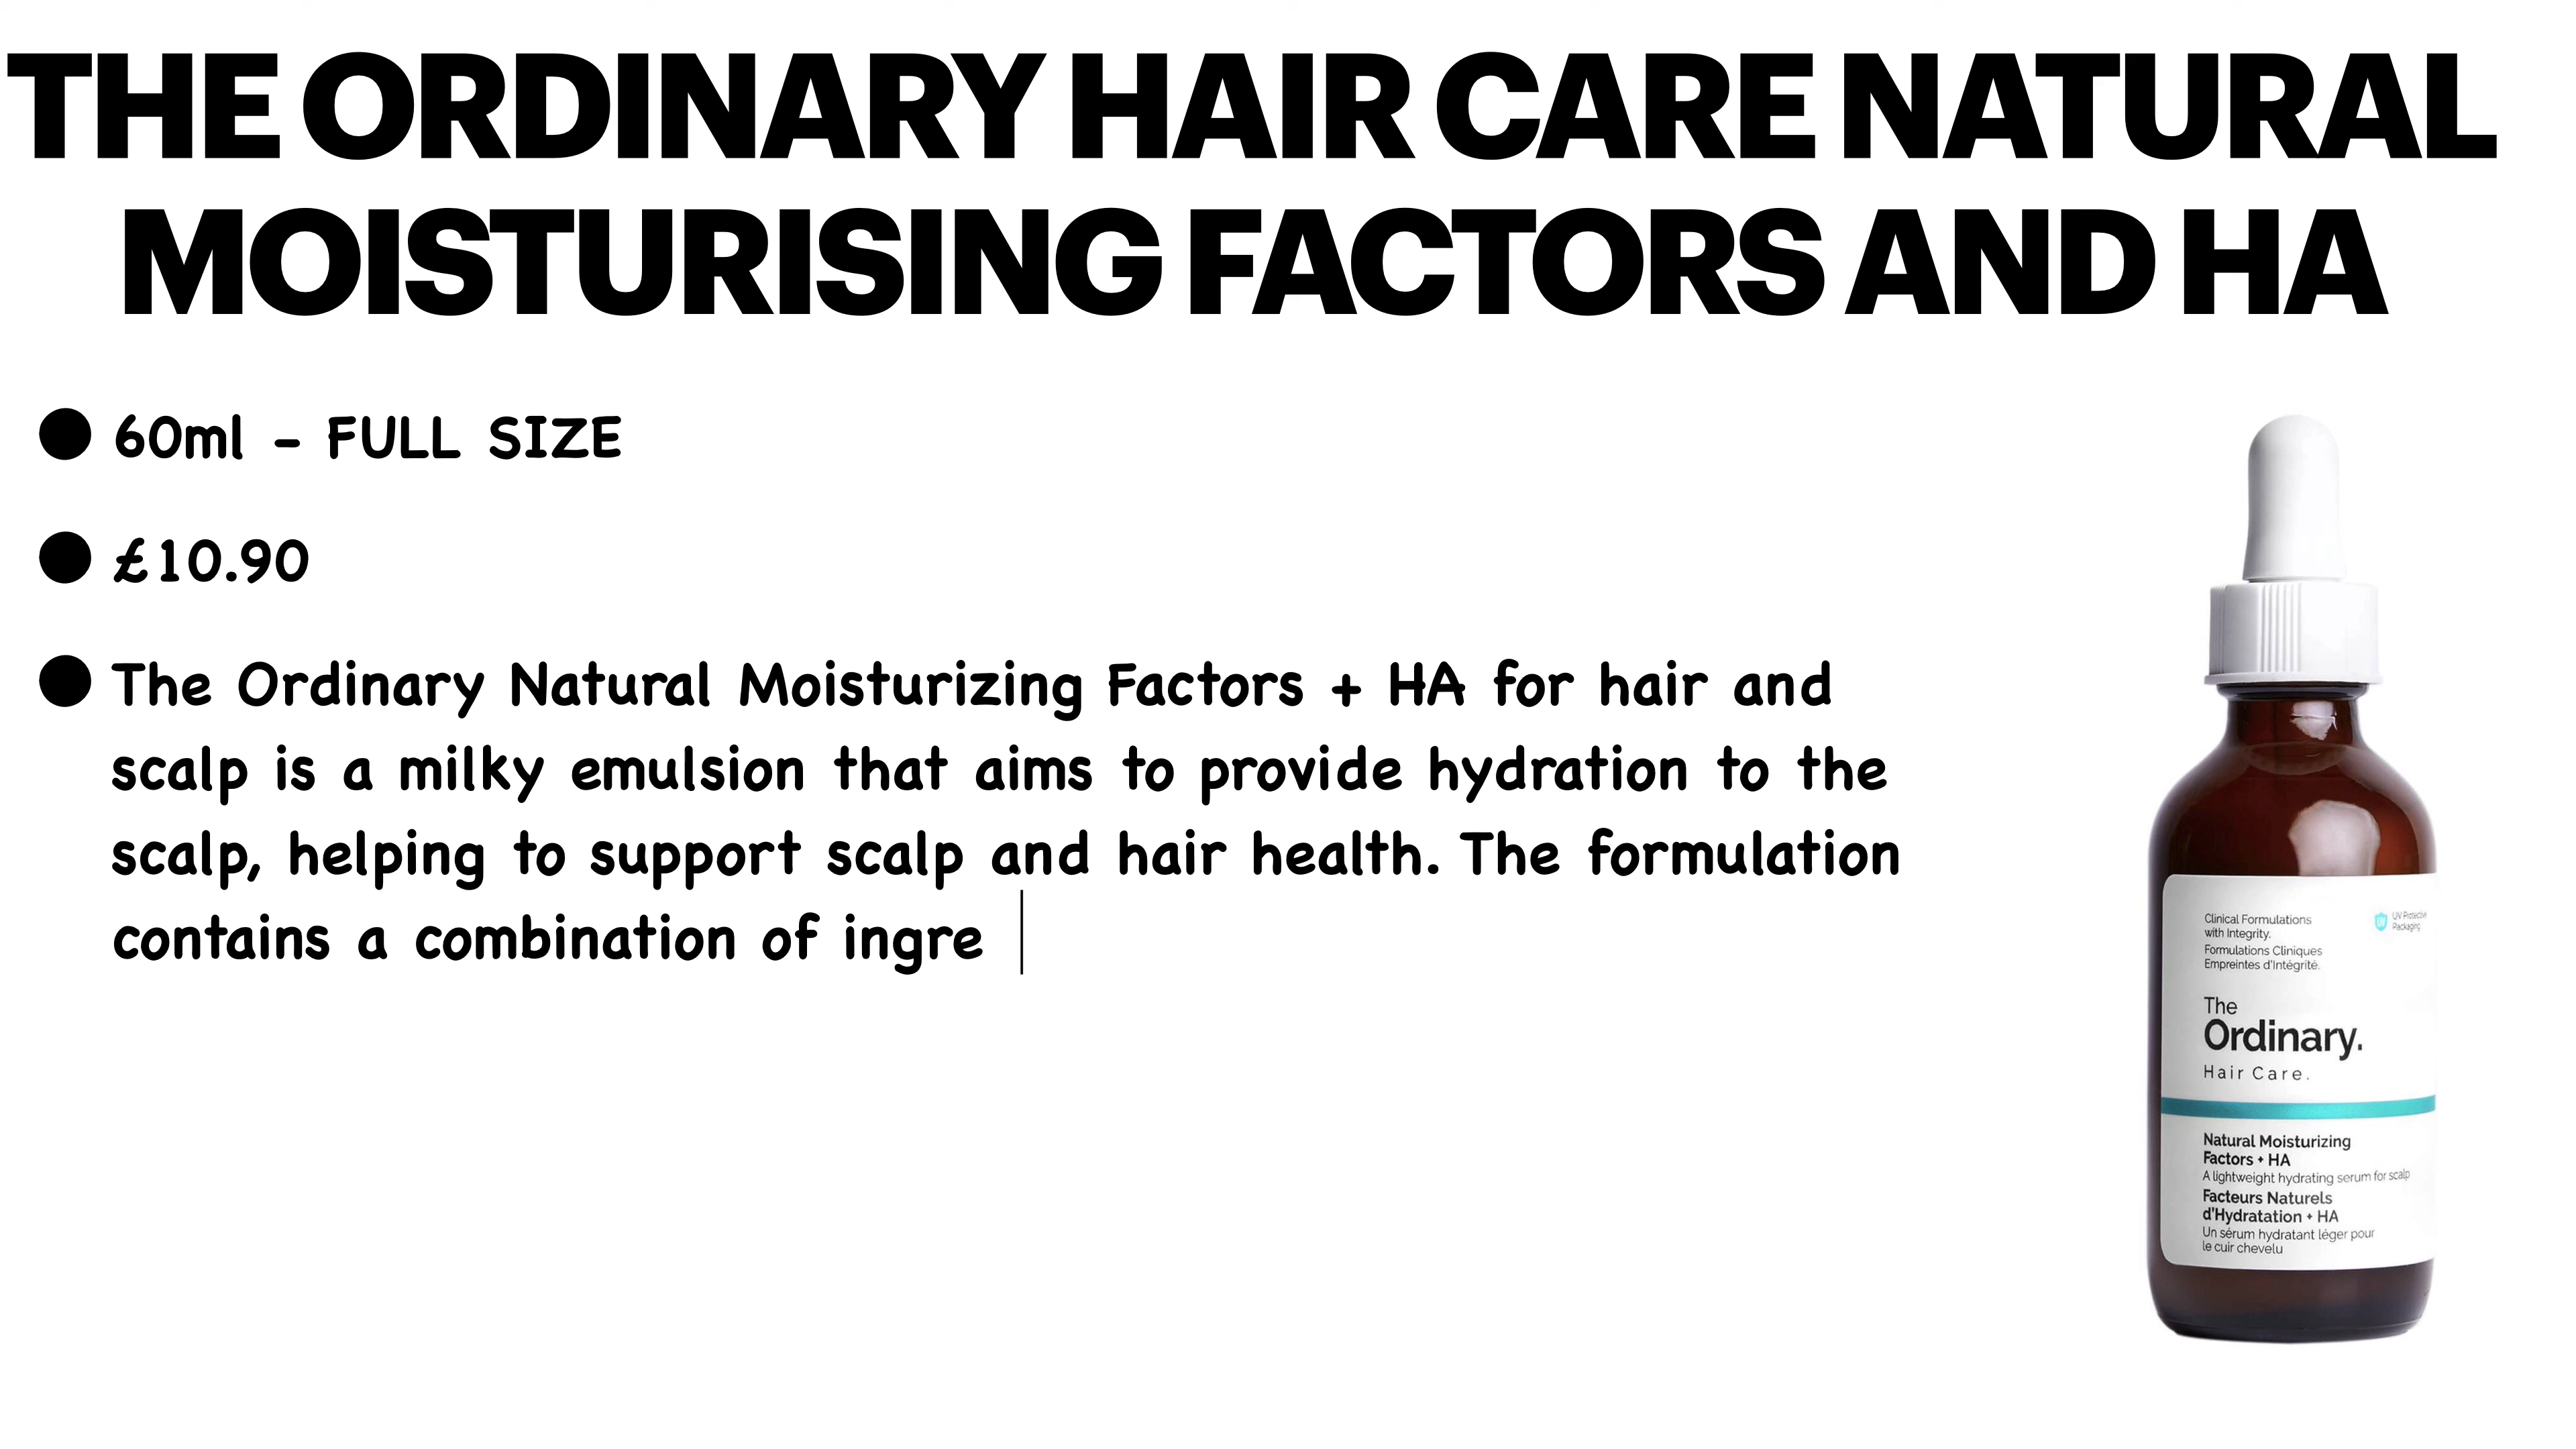 THE ORDINARY HAIR CARE NATURAL
MOISTURISING FACTORS AND HA
60ml - FULL SIZE
£10.90
The Ordinary Natural Moisturizing Factors + HA for hair and
scalp is a milky emulsion that aims to provide hydration to the
scalp, helping to support scalp and hair health. The formulation
contains a combination of ingre
Clinical Formulations
with Integrity.
Formulations Cliniques
Empreintes d'Intégrité.
UV Protective
Packaging
The
Ordinary.
Hair Care.
Natural Moisturizing
Factors + HA
A lightweight hydrating serum for scalp
Facteurs Naturels
d'Hydratation + HA
Un sérum hydratant léger pour
le cuir chevelu